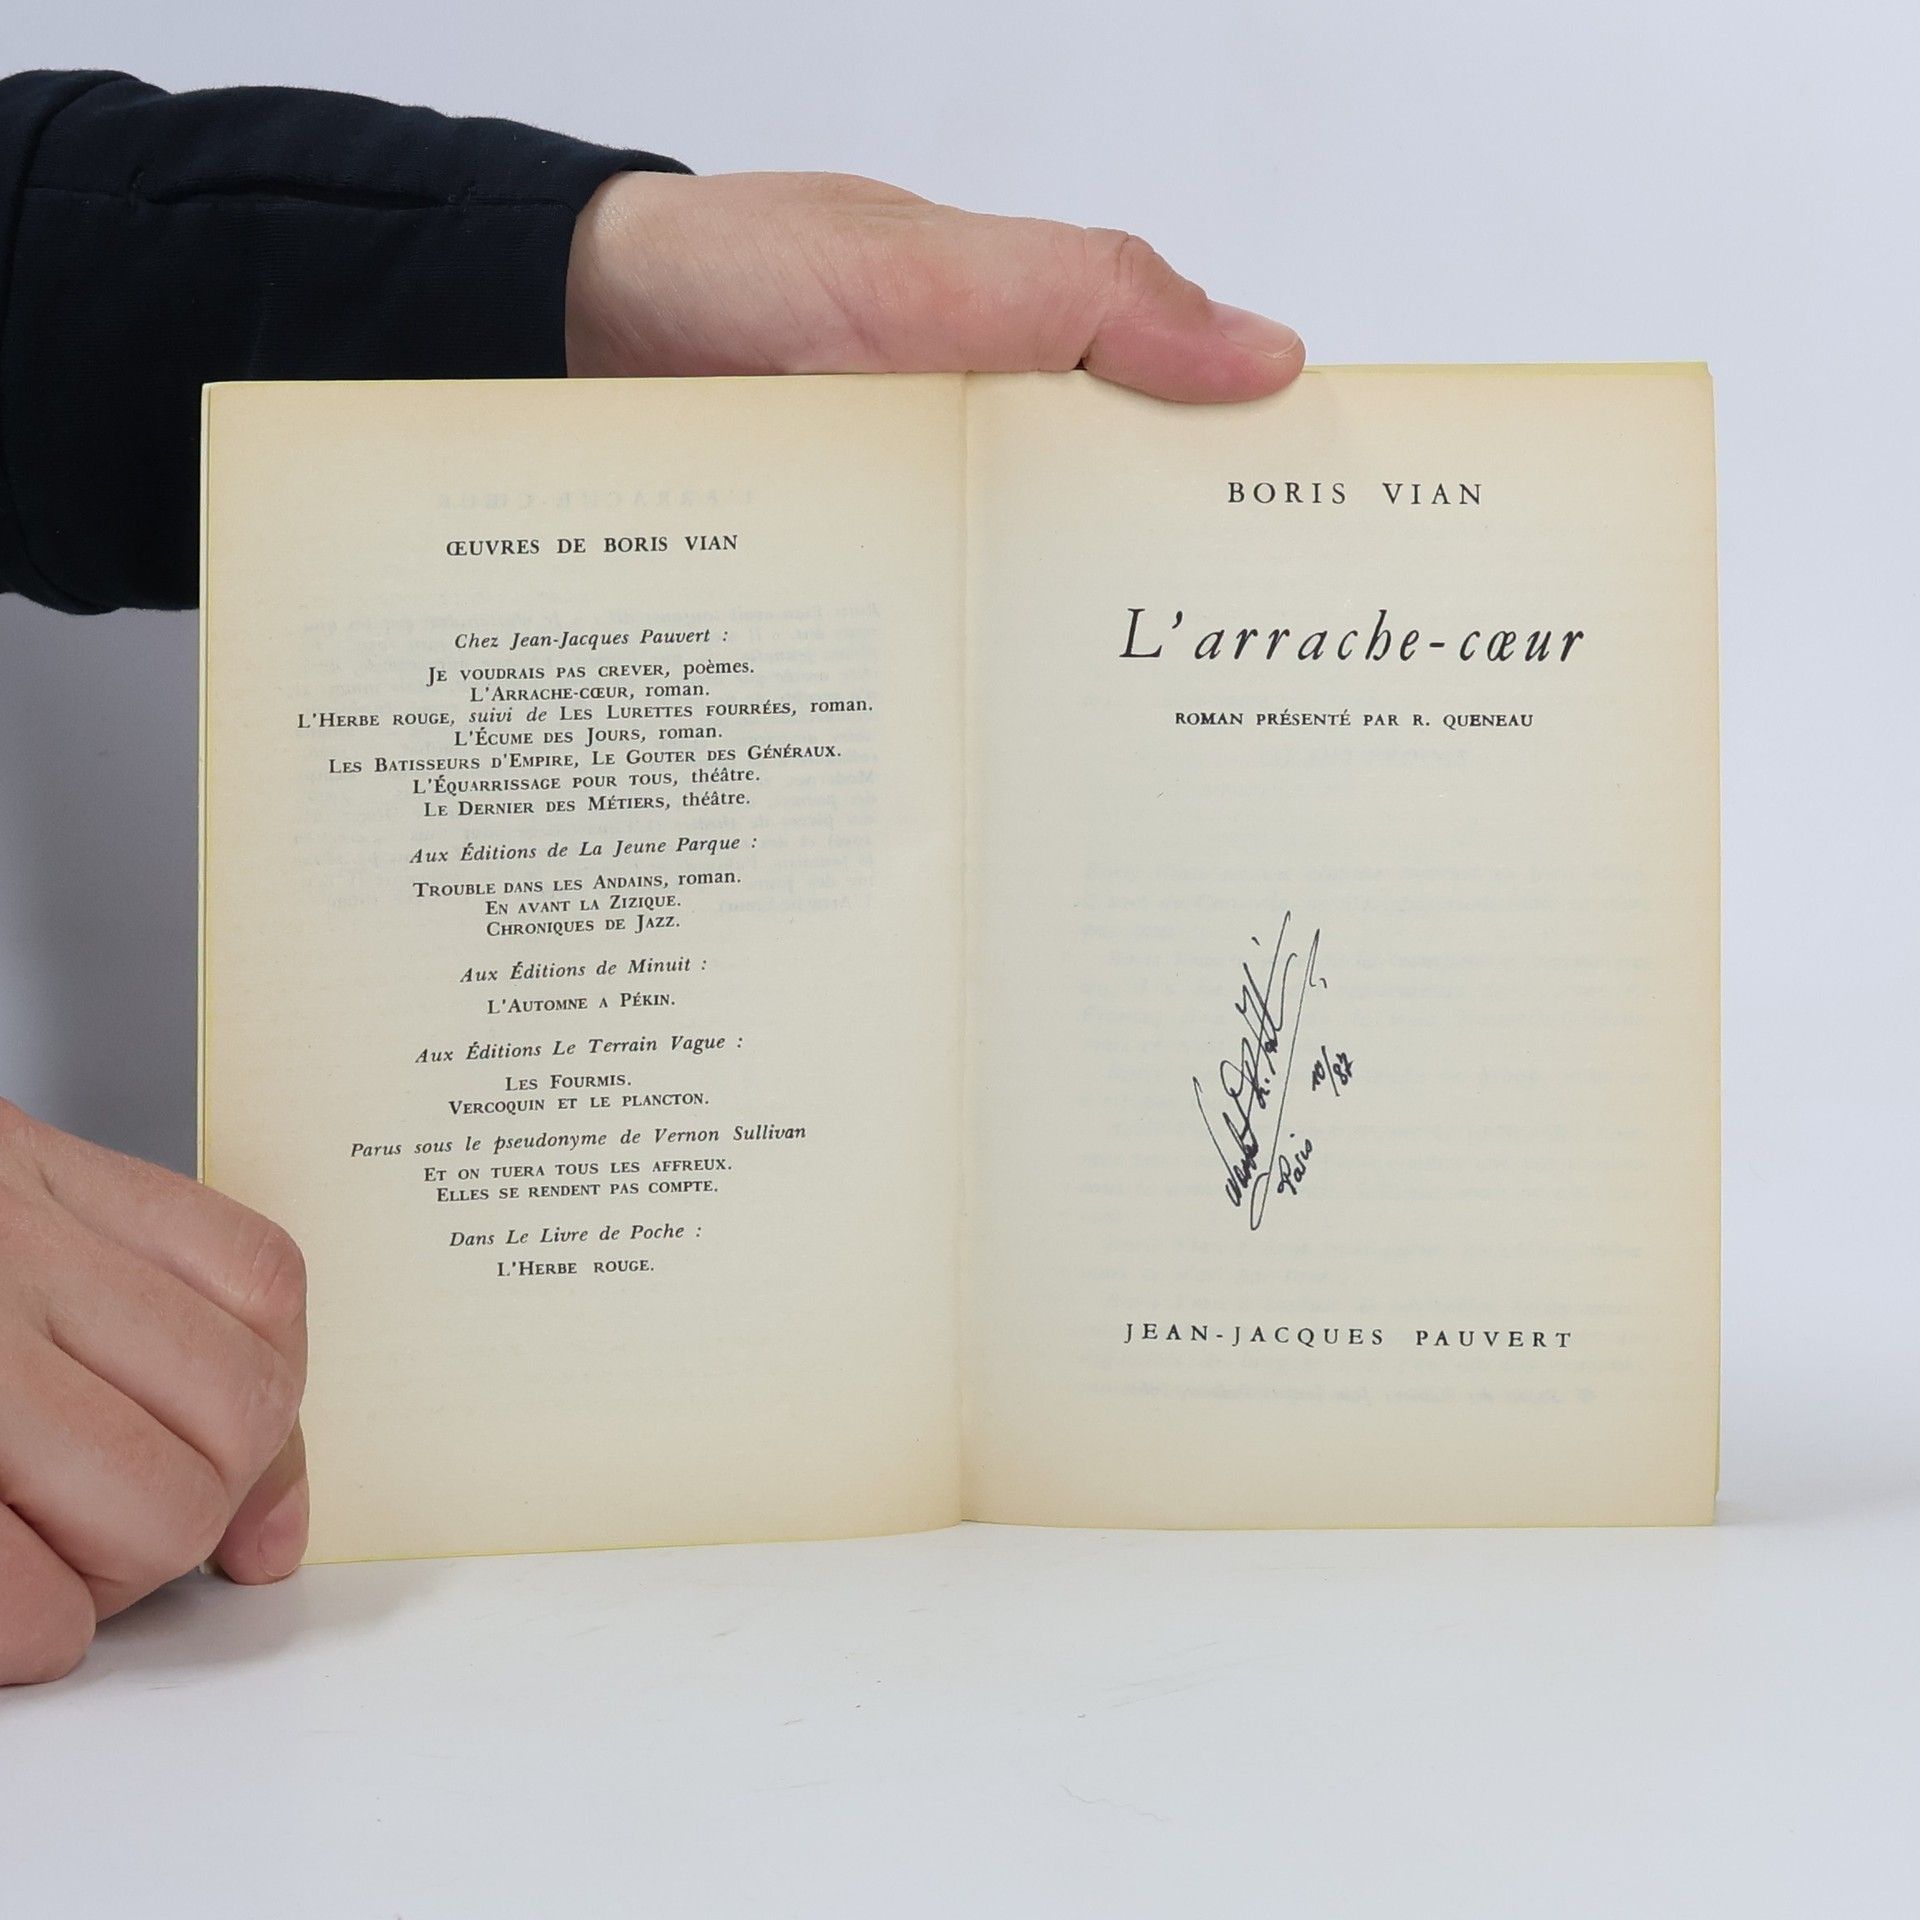 ŒUVRES DE BORIS VIAN
Chez Jean-Jacques Pauvert :
JE VOUDRAIS PAS CREVER, poèmes.
L'ARRACHE-CŒUR, roman.
L'HERBE ROUGE, suivi de LES LURETTES FOURRÉES, roman.
L'ÉCUME DES JOURS, roman.
LES BATISSEURS D'EMPIRE, LE GOUTER DES GÉNÉRAUX.
L'ÉQUARRISSAGE POUR TOUS, théâtre.
LE DERNIER DES MÉTIERS, théâtre.
Aux Éditions de La Jeune Parque :
TROUBLE DANS LES ANDAINS, roman.
EN AVANT LA ZIZIQUE.
CHRONIQUES DE JAZZ.
Aux Éditions de Minuit :
L'AUTOMNE A PÉKIN.
Aux Éditions Le Terrain Vague :
LES FOURMIS.
VERCOQUIN ET LE PLANCTON.
Parus sous le pseudonyme de Vernon Sullivan
ET ON TUERA TOUS LES AFFREUX.
ELLES SE RENDENT PAS COMPTE.
Dans Le Livre de Poche :
L'HERBE ROUGE.
BORIS VIAN
L'arrache-cœur
ROMAN PRÉSENTÉ PAR R. QUENEAU
Paris 10/87
JEAN-JACQUES PAUVERT